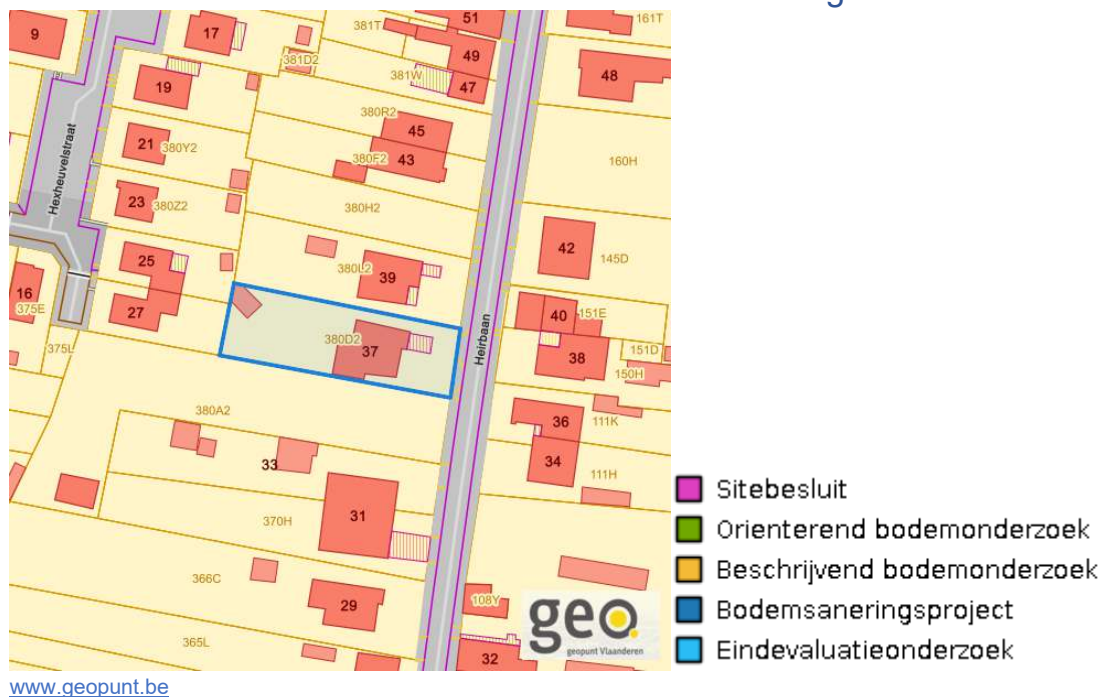 51
161T
9
17
381T
49
381D2
48
381W
47
19
380R2
45
21
380Y2
43
380F2
160H
Hexheuvelstraat
23
380Z2
380H2
42
145D
25
380L2
39
16
375E
27
40
151E
380D2
37
Heirbaan
38
151D
375L
150H
380A2
36
111K
33
34
111H
31
370H
366C
29
108Y
365L
32
geo
geopunt Vlaanderen
Sitebesluit
Orienterend bodemonderzoek
Beschrijvend bodemonderzoek
Bodemsaneringsproject
Eindevaluatieonderzoek
www.geopunt.be